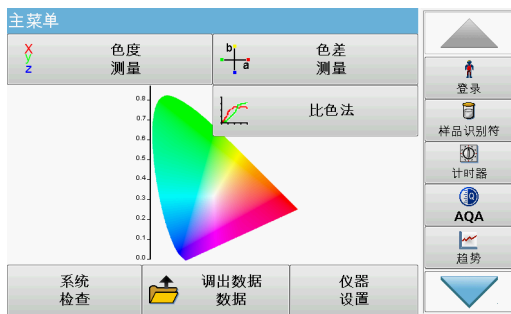 主菜单
X
Y
Z
色度
测量
b
a
色差
测量
比色法
0.8
0.7
0.6
0.5
0.4
0.3
0.2
0.1
0.0
系统
检查
调出数据
数据
仪器
设置
登录
样品识别符
计时器
AQA
趋势